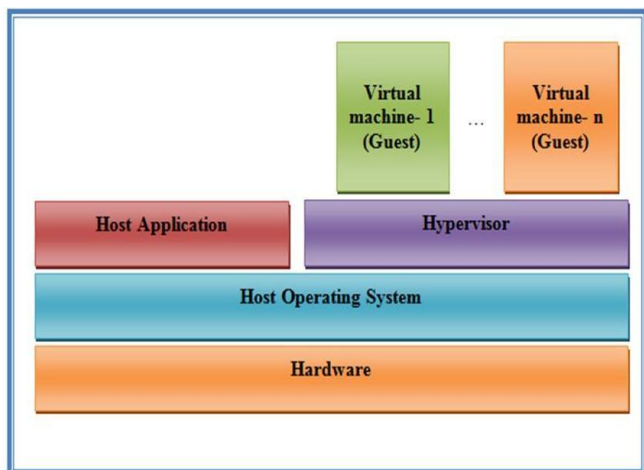 Virtual
machine- 1
(Guest)
...
Virtual
machine- n
(Guest)
Host Application
Hypervisor
Host Operating System
Hardware